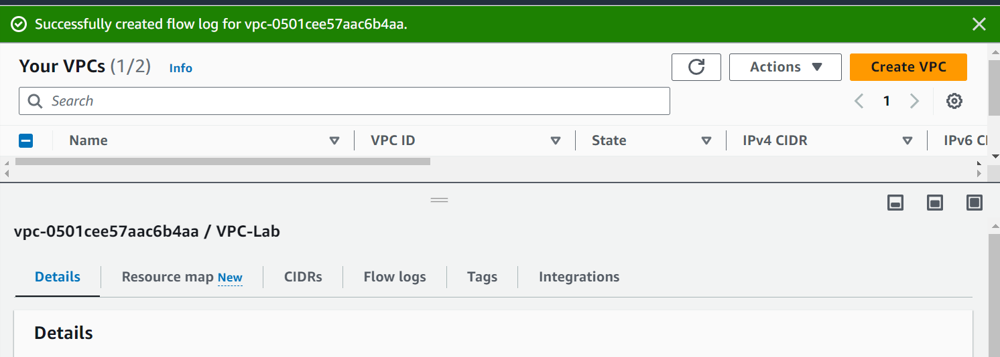 Successfully created flow log for vpc-0501cee57aac6b4aa.
Your VPCs (1/2) Info
Actions
Create VPC
Search
1
Name VPC ID State IPv4 CIDR IPv6 CI
vpc-0501cee57aac6b4aa / VPC-Lab
Details Resource map New CIDRs Flow logs Tags Integrations
Details